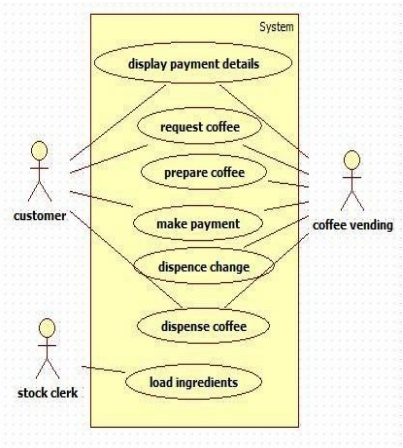 System
display payment details
request coffee
prepare coffee
customer
make payment
coffee vending
dispence change
dispense coffee
load ingredients
stock clerk